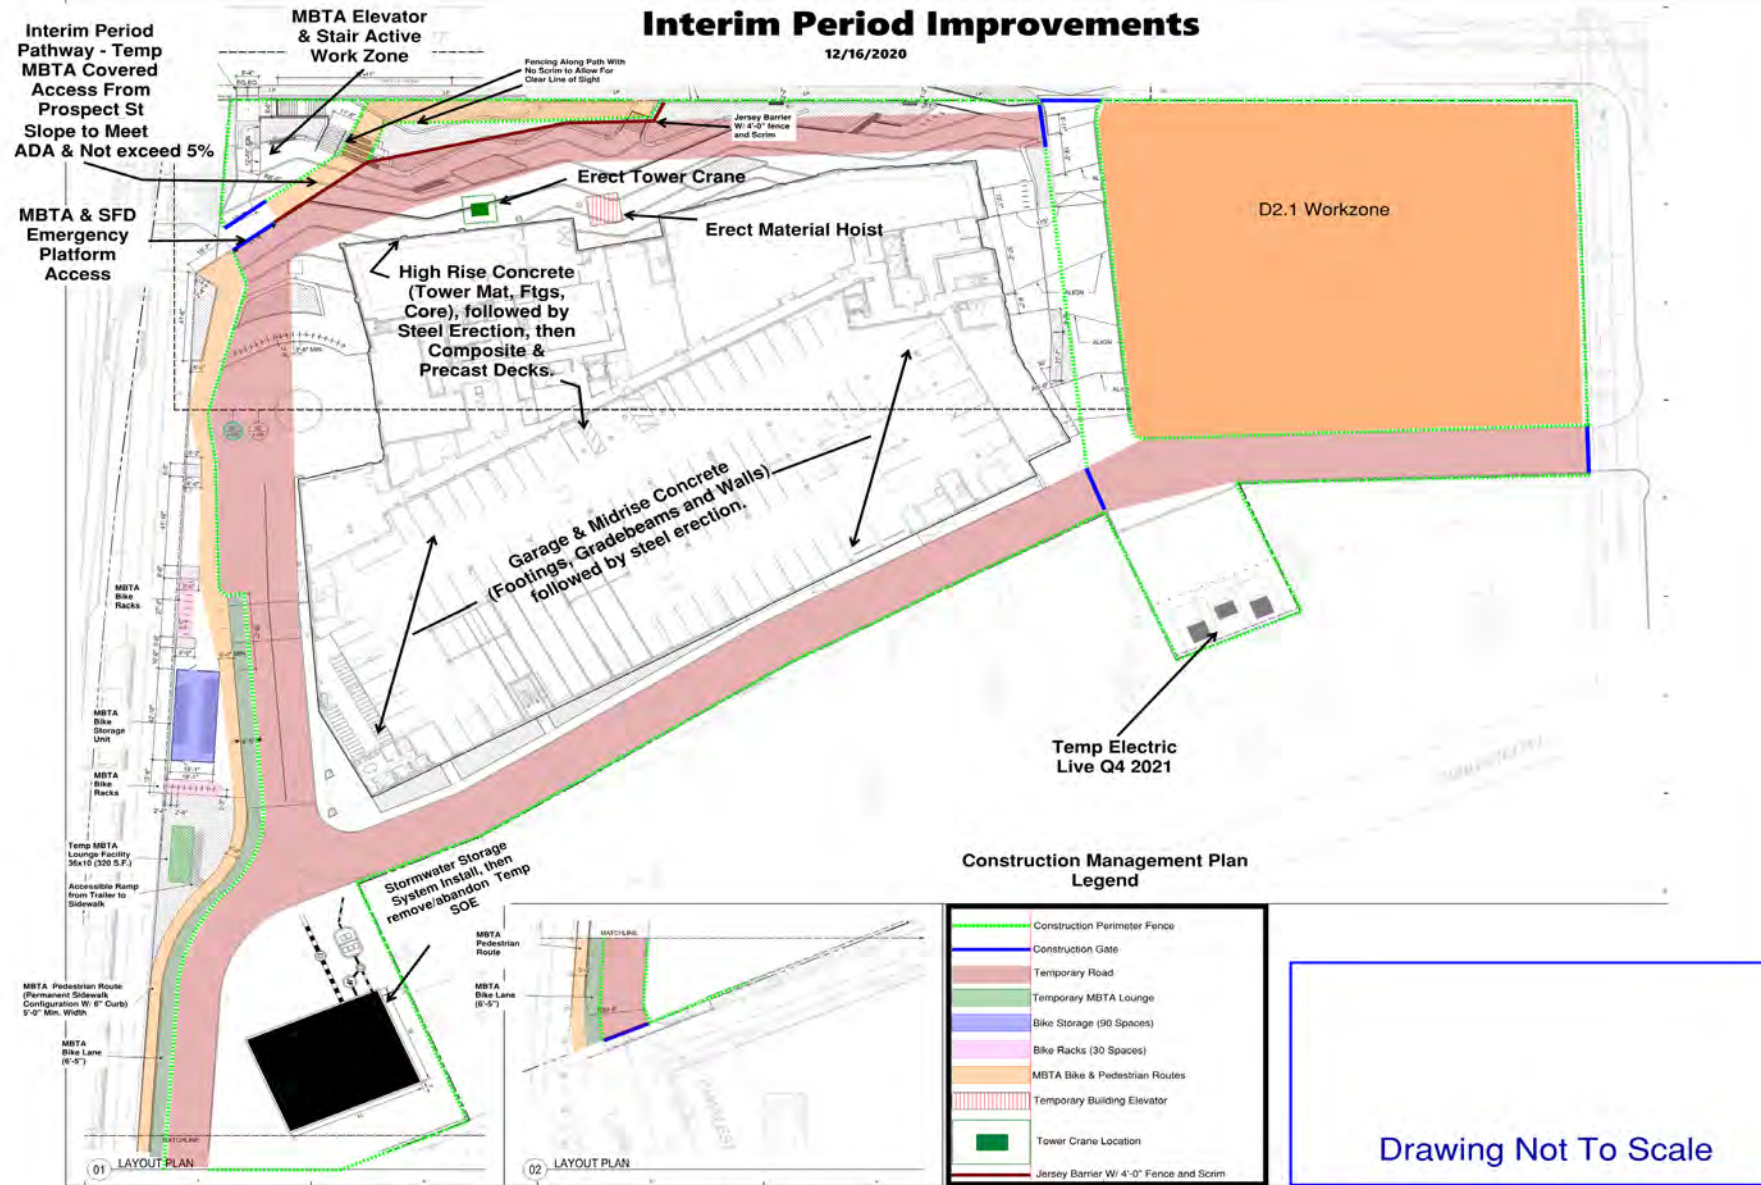 Interim Period Improvements
12/16/2020
Interim Period
Pathway - Temp
MBTA Covered
Access From
Prospect St
Slope to Meet
ADA & Not exceed 5%
MBTA Elevator
& Stair Active
Work Zone
Fencing Along Path With
No Scrim to Allow For
Clear Line of Sight
Jersey Barrier
W/ 4'-0" fence
and Scrim
MBTA & SFD
Emergency
Platform
Access
Erect Tower Crane
Erect Material Hoist
D2.1 Workzone
High Rise Concrete
(Tower Mat, Ftgs,
Core), followed by
Steel Erection, then
Composite &
Precast Decks.
ALIGN
ALIGN
Garage & Midrise Concrete
(Footings, Gradebeams and Walls)
followed by steel erection.
MBTA
Bike
Racks
MBTA
Bike
Storage
Unit
MBTA
Bike
Racks
Temp MBTA
Lounge Facility
36x10 (320 S.F.)
Accessible Ramp
from Trailer to
Sidewalk
Temp Electric
Live Q4 2021
Stormwater Storage
System Install, then
remove/abandon Temp
SOE
MBTA Pedestrian Route
(Permanent Sidewalk
Configuration W/ 6" Curb)
5'-0" Min. Width
MBTA
Bike Lane
(6'-5")
MATCHLINE
01 LAYOUT PLAN
MBTA
Pedestrian
Route
MBTA
Bike Lane
(6'-5")
MATCHLINE
02 LAYOUT PLAN
Construction Management Plan
Legend
Construction Perimeter Fence
Construction Gate
Temporary Road
Temporary MBTA Lounge
Bike Storage (90 Spaces)
Bike Racks (30 Spaces)
MBTA Bike & Pedestrian Routes
Temporary Building Elevator
Tower Crane Location
Jersey Barrier W/ 4'-0" Fence and Scrim
Drawing Not To Scale